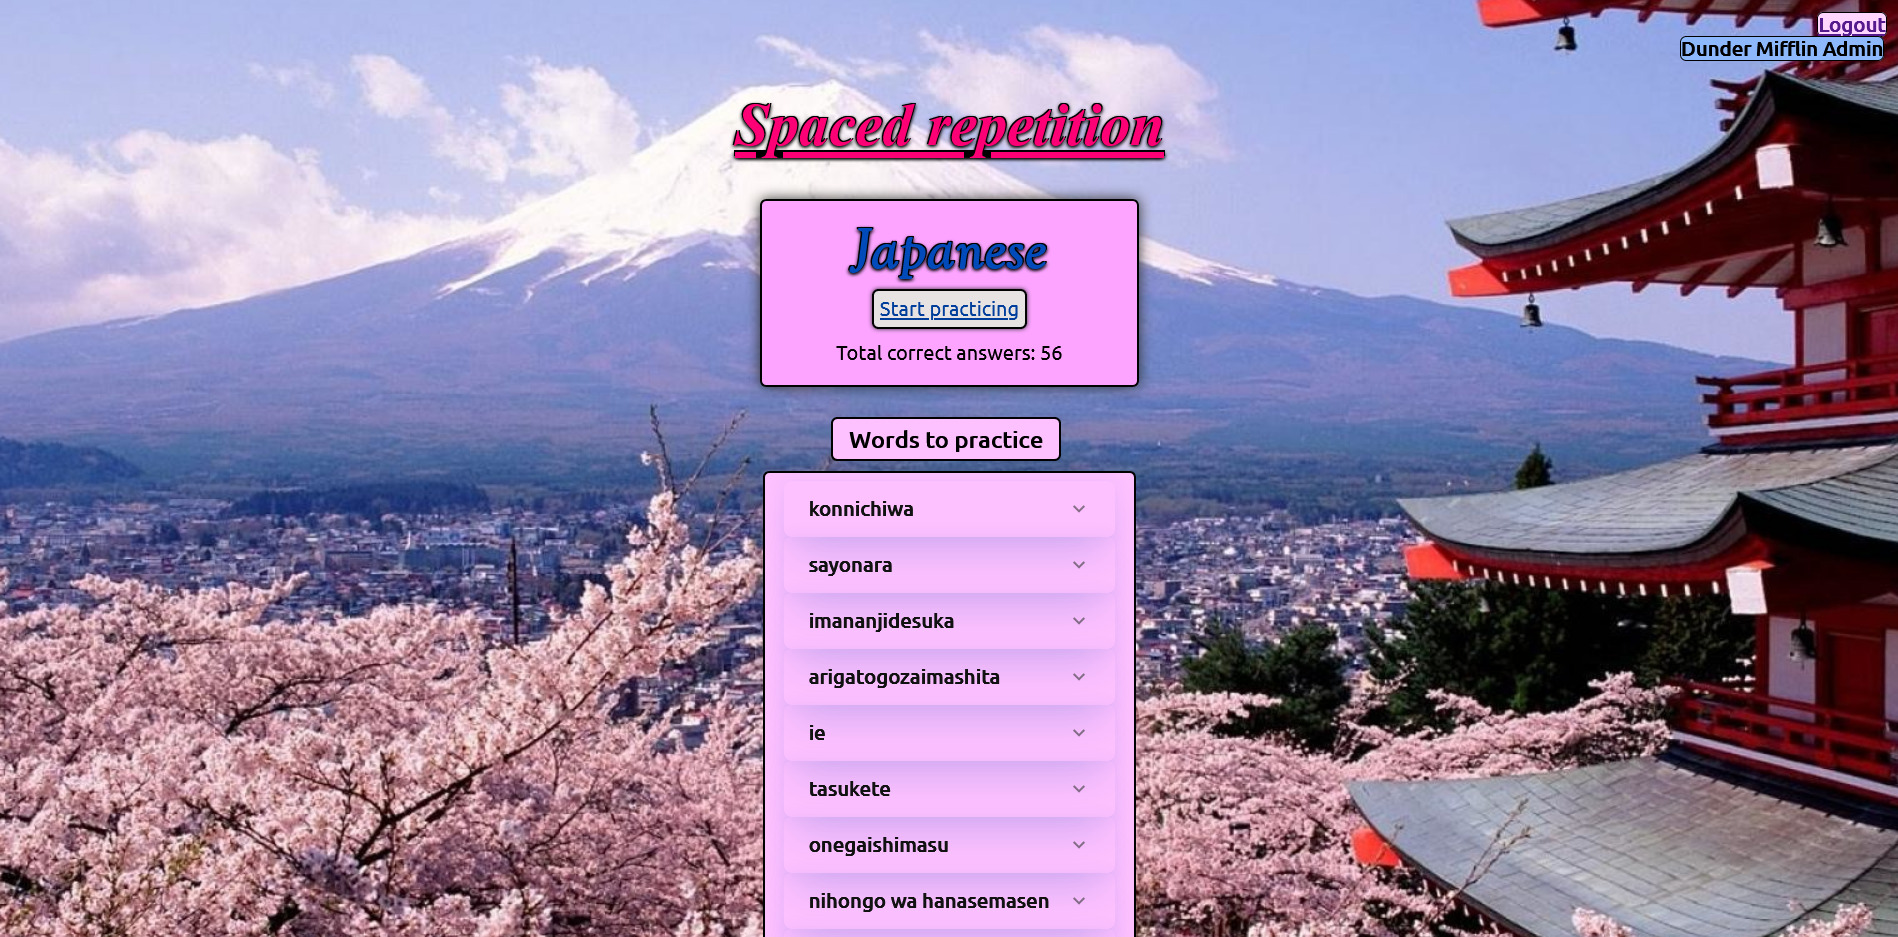 Logout
Dunder Mifflin Admin
Spaced repetition
Japanese
Start practicing
Total correct answers: 56
Words to practice
konnichiwa
sayonara
imananjidesuka
arigatogozaimashita
ie
tasukete
onegaishimasu
nihongo wa hanasemasen